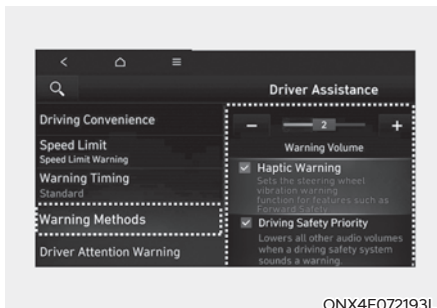 Driver Assistance
Driving Convenience
Speed Limit
Speed Limit Warning
Warning Timing
Standard
Warning Methods
Driver Attention Warning
2
Warning Volume
Haptic Warning
Sets the steering wheel
vibration warning
function for features such as
Forward Safety.
Driving Safety Priority
Lowers all other audio volumes
when a driving safety system
sounds a warning.
ONX4E072193L